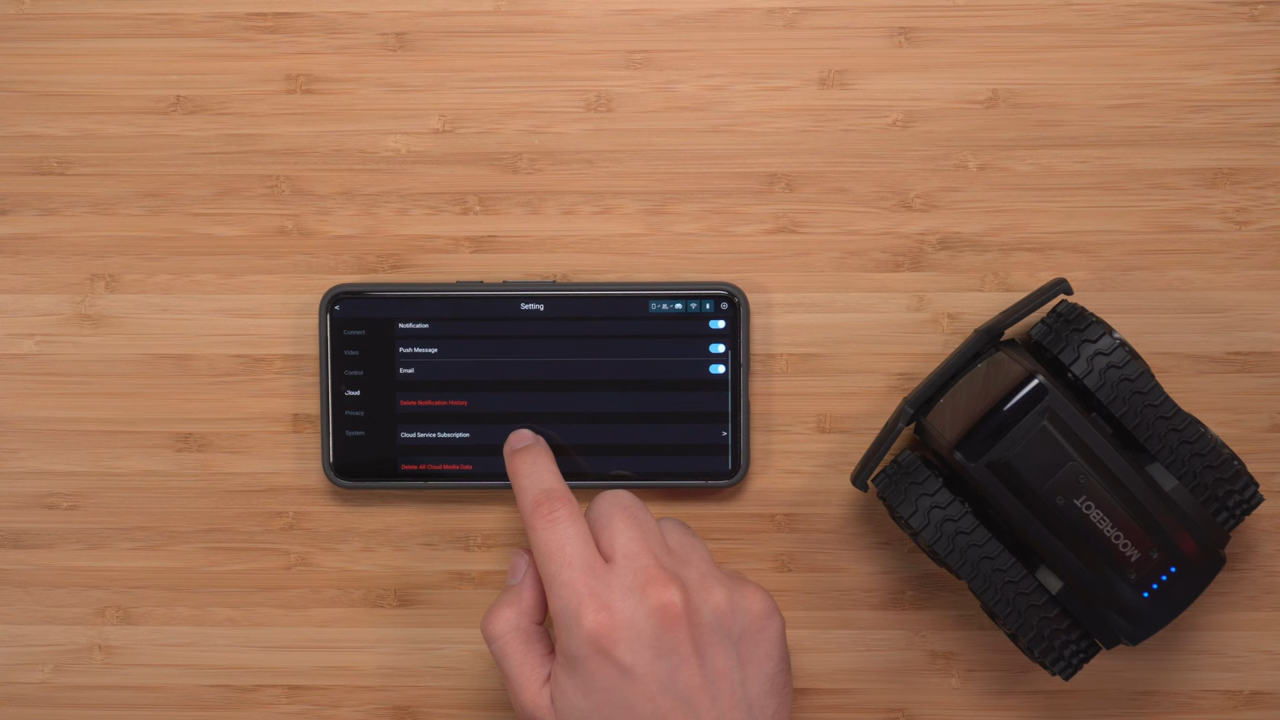 <
Setting
Connect
Video
Control
Cloud
Privacy
System
Notification
Push Message
Email
Delete Notification History
Cloud Service Subscription
>
Delete All Cloud Media Data
MOOREBOT